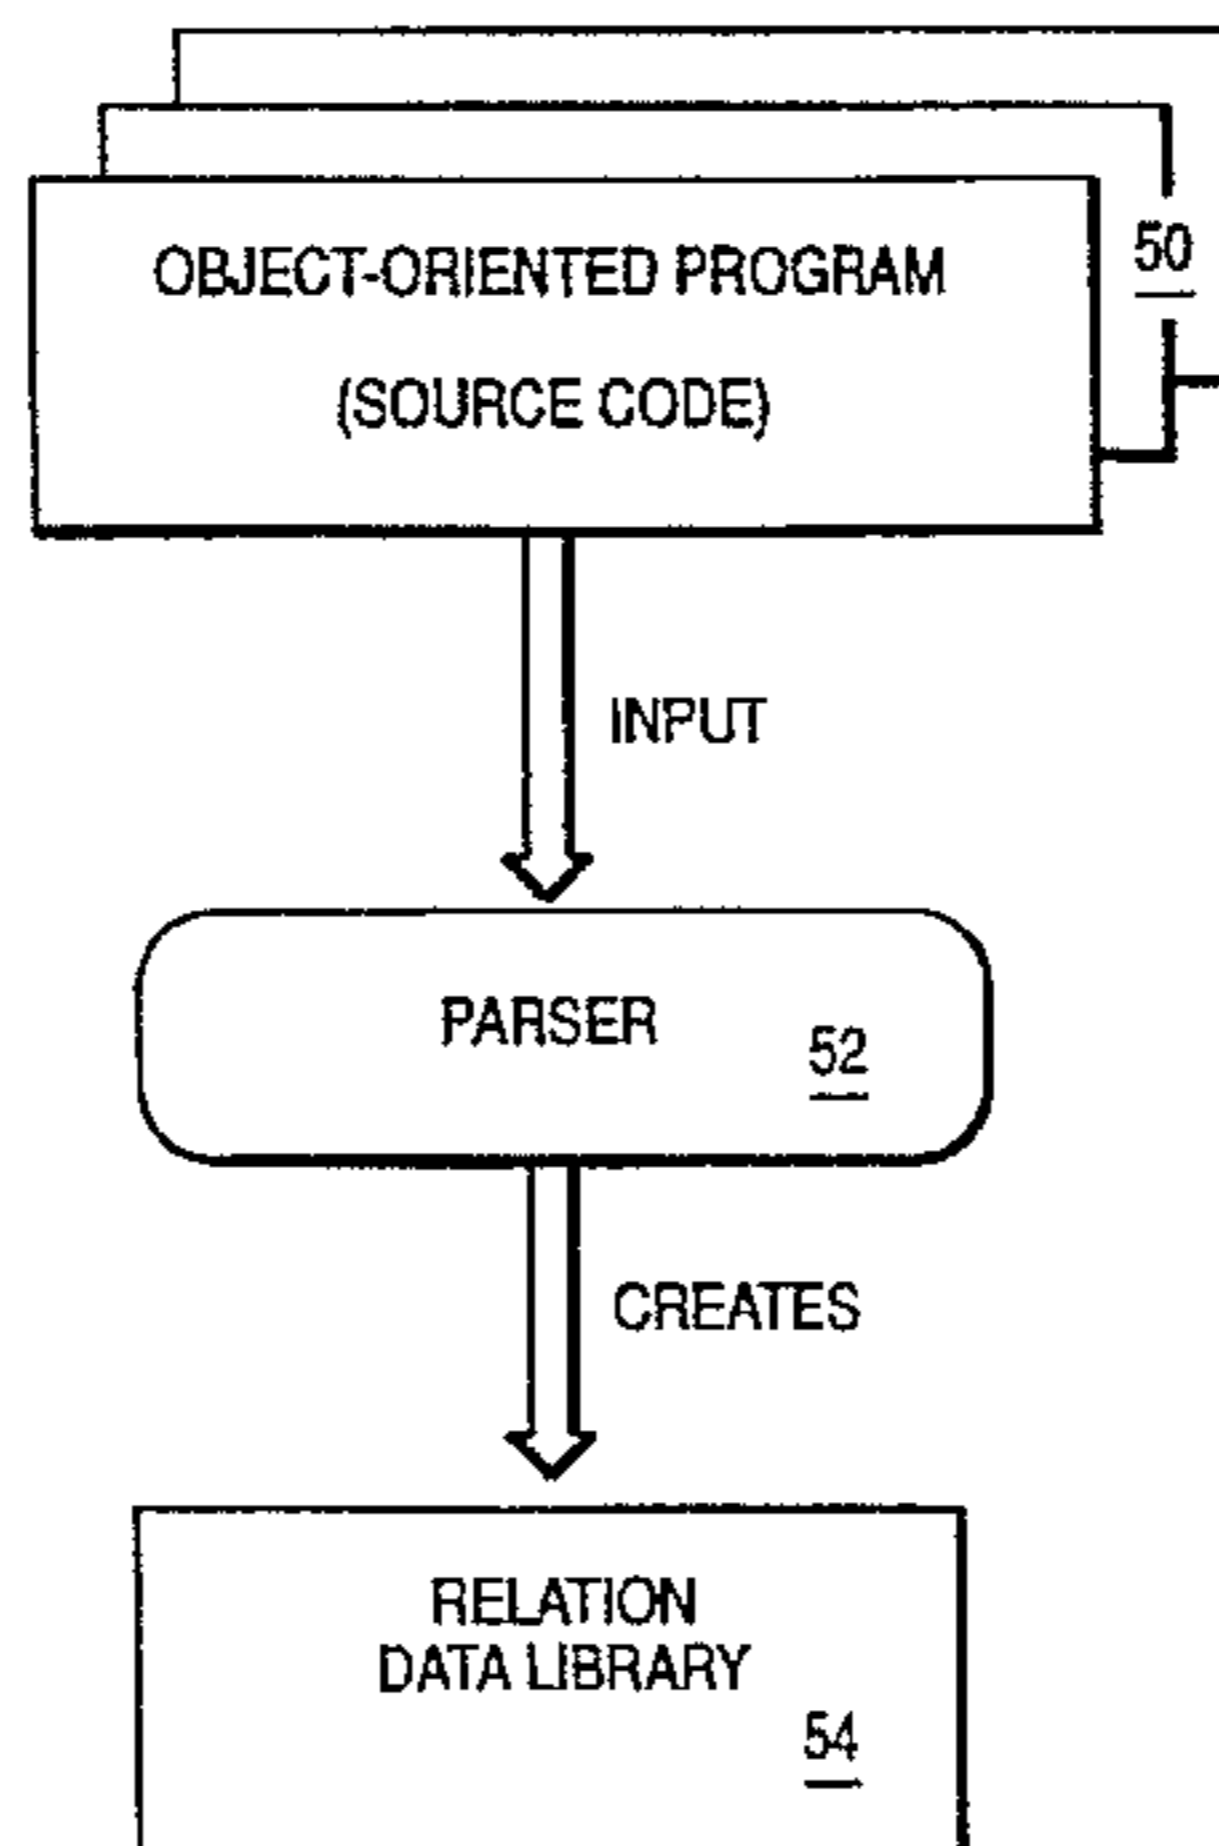 OBJECT-ORIENTED PROGRAM
50
(SOURCE CODE)
INPUT
PARSER
52
CREATES
RELATION
DATA LIBRARY
54